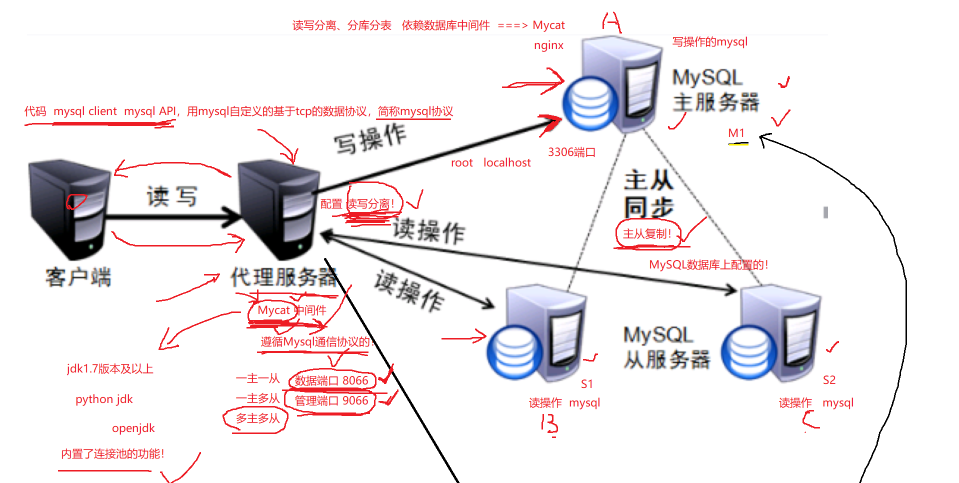 读写分离、分库分表 依赖数据库中间件 ===> Mycat
nginx
A
写操作的mysql
MySQL
主服务器
M1
代码 mysql client mysql API，用mysql自定义的基于tcp的数据协议，简称mysql协议
写操作
root localhost
3306端口
读写
配置 读写分离！
读操作
读操作
主从
同步
主从复制！
MySQL数据库上配置的！
客户端
代理服务器
Mycat 中间件
遵循Mysql通信协议的！
MySQL
从服务器
jdk1.7版本及以上
python jdk
openjdk
内置了连接池的功能！
一主一从 数据端口 8066
一主多从 管理端口 9066
多主多从
S1
读操作 mysql
B
S2
读操作 mysql
C